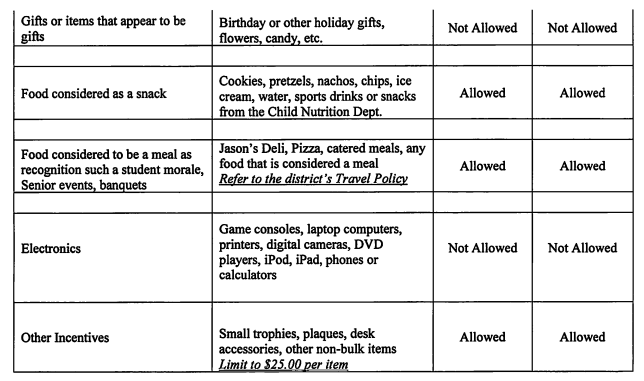 Gifts or items that appear to be
gifts
Birthday or other holiday gifts,
flowers, candy, etc.
Not Allowed
Not Allowed
Food considered as a snack
Cookies, pretzels, nachos, chips, ice
cream, water, sports drinks or snacks
from the Child Nutrition Dept.
Allowed
Allowed
Food considered to be a meal as
recognition such a student morale,
Senior events, banquets
Jason's Deli, Pizza, catered meals, any
food that is considered a meal
Refer to the district's Travel Policy
Allowed
Allowed
Electronics
Game consoles, laptop computers,
printers, digital cameras, DVD
players, iPod, iPad, phones or
calculators
Not Allowed
Not Allowed
Other Incentives
Small trophies, plaques, desk
accessories, other non-bulk items
Limit to $25.00 per item
Allowed
Allowed